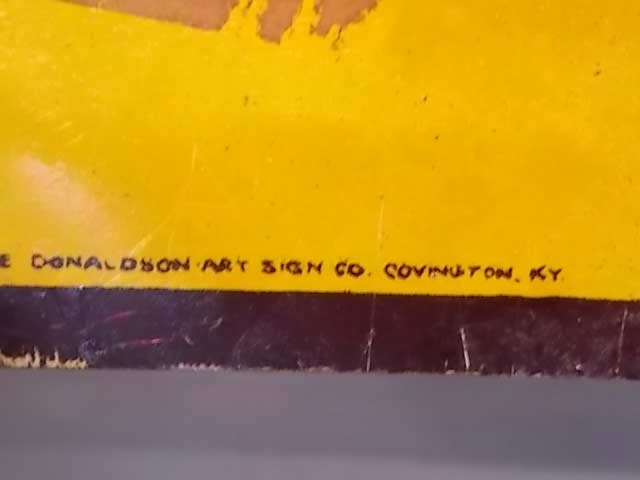 E DONALDSON ART SIGN CO. COVINGTON, KY.